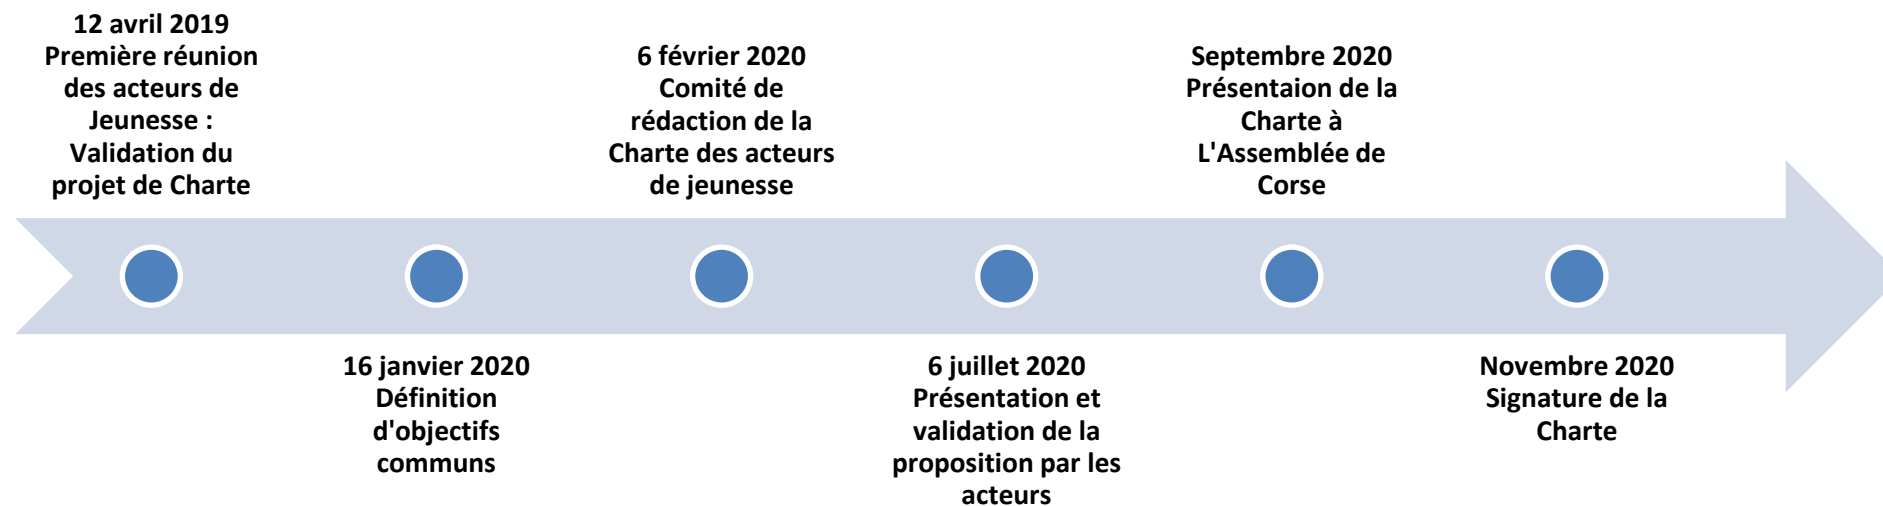 12 avril 2019
Première réunion
des acteurs de
Jeunesse :
Validation du
projet de Charte
16 janvier 2020
Définition
d'objectifs
communs
6 février 2020
Comité de
rédaction de la
Charte des acteurs
de jeunesse
6 juillet 2020
Présentation et
validation de la
proposition par les
acteurs
Septembre 2020
Présentaion de la
Charte à
L'Assemblée de
Corse
Novembre 2020
Signature de la
Charte